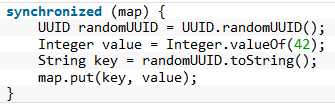 synchronized (map) {
    UUID randomUUID = UUID.randomUUID();
    Integer value = Integer.valueOf(42);
    String key = randomUUID.toString();
    map.put(key, value);
}